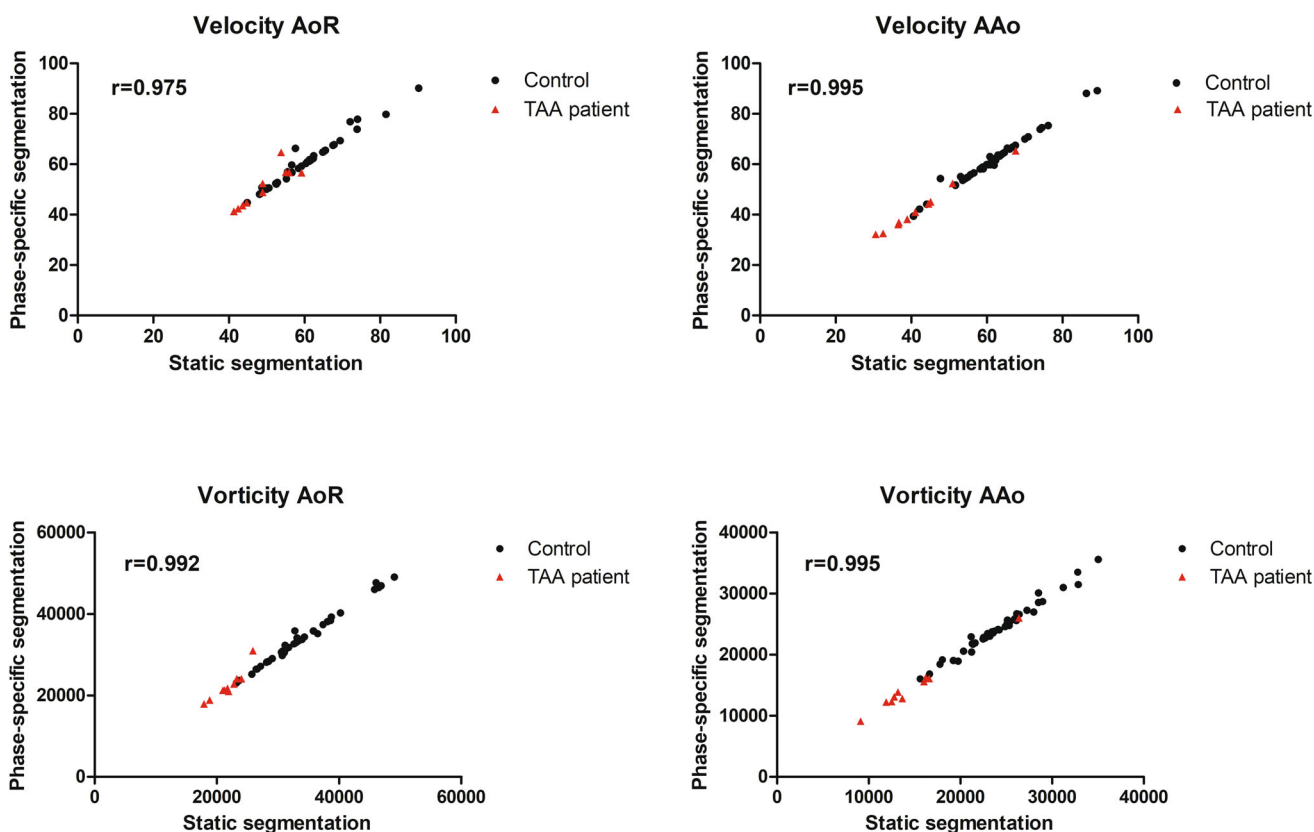 Velocity AoR
100
80
60
40
20
0
0 20 40 60 80 100
r=0.975
Control
TAA patient
Phase-specific segmentation
Static segmentation
Velocity AAo
100
80
60
40
20
0
0 20 40 60 80 100
r=0.995
Control
TAA patient
Phase-specific segmentation
Static segmentation
Vorticity AoR
60000
40000
20000
0
0 20000 40000 60000
r=0.992
Control
TAA patient
Phase-specific segmentation
Static segmentation
Vorticity AAo
40000
30000
20000
10000
0
0 10000 20000 30000 40000
r=0.995
Control
TAA patient
Phase-specific segmentation
Static segmentation